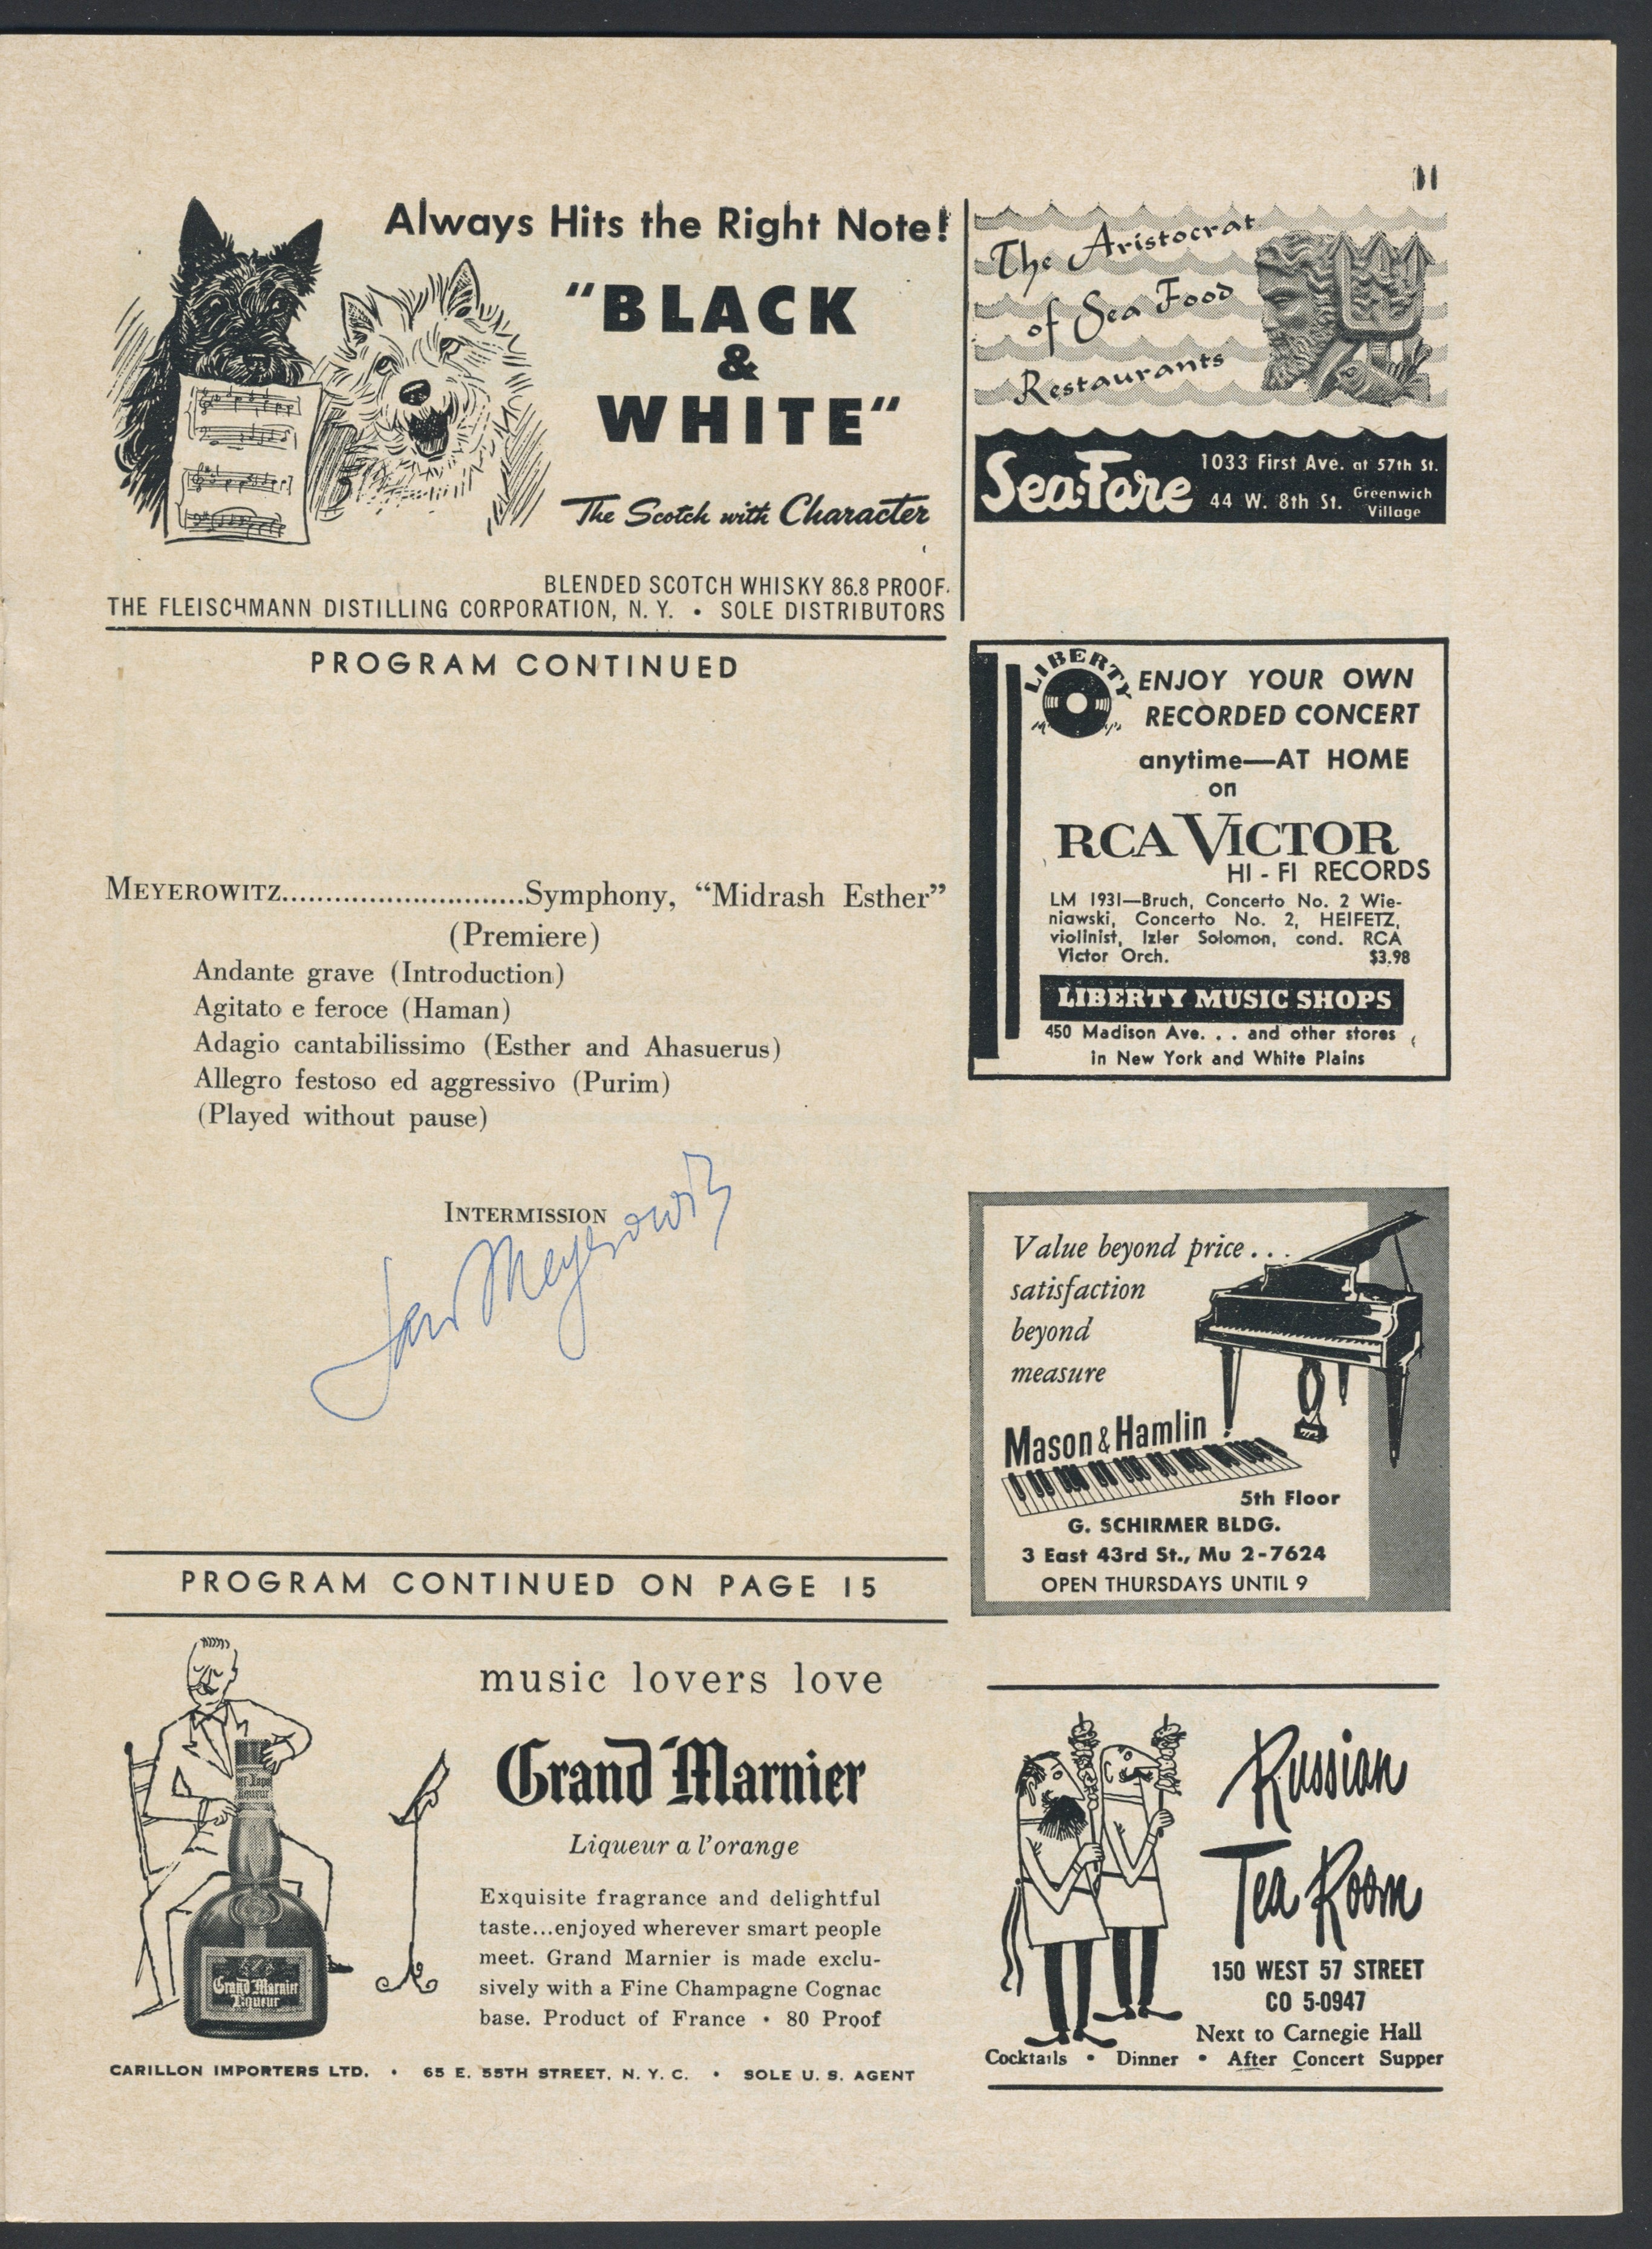 11
Always Hits the Right Note!
"BLACK
&
WHITE"
The Scotch with Character
BLENDED SCOTCH WHISKY 86.8 PROOF.
THE FLEISCHMANN DISTILLING CORPORATION, N. Y. • SOLE DISTRIBUTORS
The Aristocrat
of Sea Food
Restaurants
Sea-Fare
1033 First Ave. at 57th St.
44 W. 8th St. Greenwich
Village
PROGRAM CONTINUED
MEYEROWITZ............................Symphony, “Midrash Esther”
(Premiere)
Andante grave (Introduction)
Agitato e feroce (Haman)
Adagio cantabilissimo (Esther and Ahasuerus)
Allegro festoso ed aggressivo (Purim)
(Played without pause)
INTERMISSION
Jan Meyerowitz
PROGRAM CONTINUED ON PAGE 15
LIBERTY
ENJOY YOUR OWN
RECORDED CONCERT
anytime—AT HOME
on
RCA VICTOR
HI-FI RECORDS
LM 1931—Bruch, Concerto No. 2 Wie-
niawski, Concerto No. 2, HEIFETZ,
violinist, Izler Solomon, cond. RCA
Victor Orch. $3.98
LIBERTY MUSIC SHOPS
450 Madison Ave. . . and other stores
in New York and White Plains
Value beyond price...
satisfaction
beyond
measure
Mason & Hamlin
5th Floor
G. SCHIRMER BLDG.
3 East 43rd St., Mu 2-7624
OPEN THURSDAYS UNTIL 9
music lovers love
Grand Marnier
Liqueur a l'orange
Exquisite fragrance and delightful
taste...enjoyed wherever smart people
meet. Grand Marnier is made exclu-
sively with a Fine Champagne Cognac
base. Product of France • 80 Proof
Grand Marnier
Liqueur
CARILLON IMPORTERS LTD. • 65 E. 55TH STREET, N. Y. C. • SOLE U. S. AGENT
Russian
Tea Room
150 WEST 57 STREET
CO 5-0947
Next to Carnegie Hall
Cocktails • Dinner • After Concert Supper